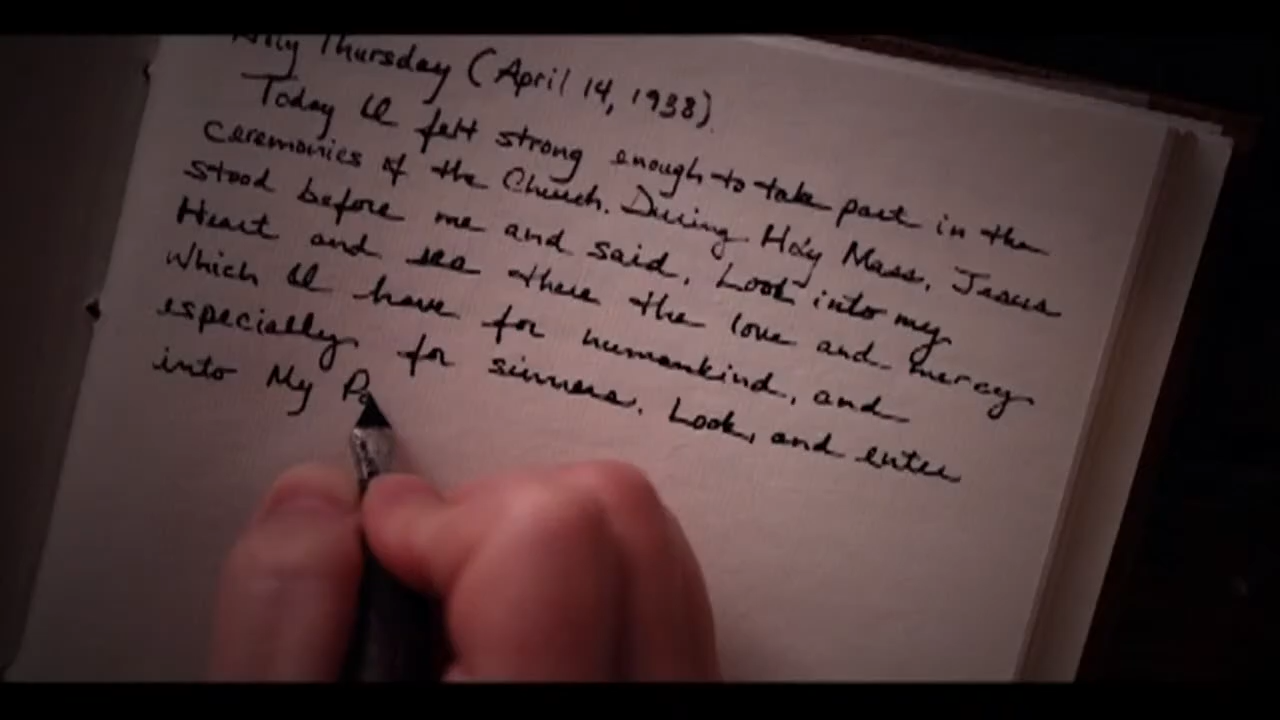 Holy Thursday (April 14, 1938)
Today I felt strong enough to take part in the
ceremonies of the Church. During Holy Mass, Jesus
stood before me and said, Look into my
Heart and see there the love and mercy
which I have for humankind, and
especially for sinners. Look, and enter
into My Pa